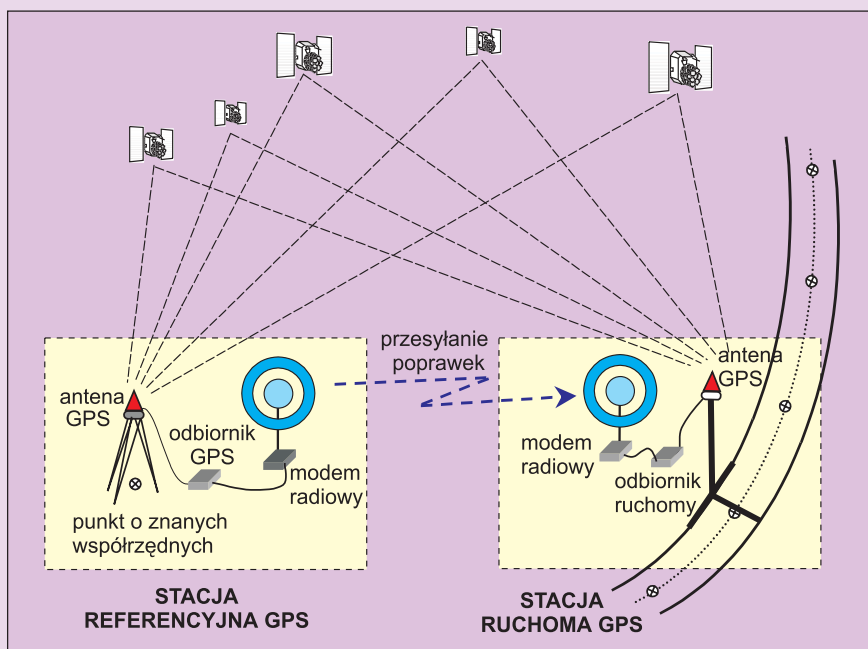 przesyłanie
poprawek
antena
GPS
odbiornik
GPS
modem
radiowy
punkt o znanych
współrzędnych
antena
GPS
modem
radiowy
odbiornik
ruchomy
STACJA
REFERENCYJNA GPS
STACJA
RUCHOMA GPS